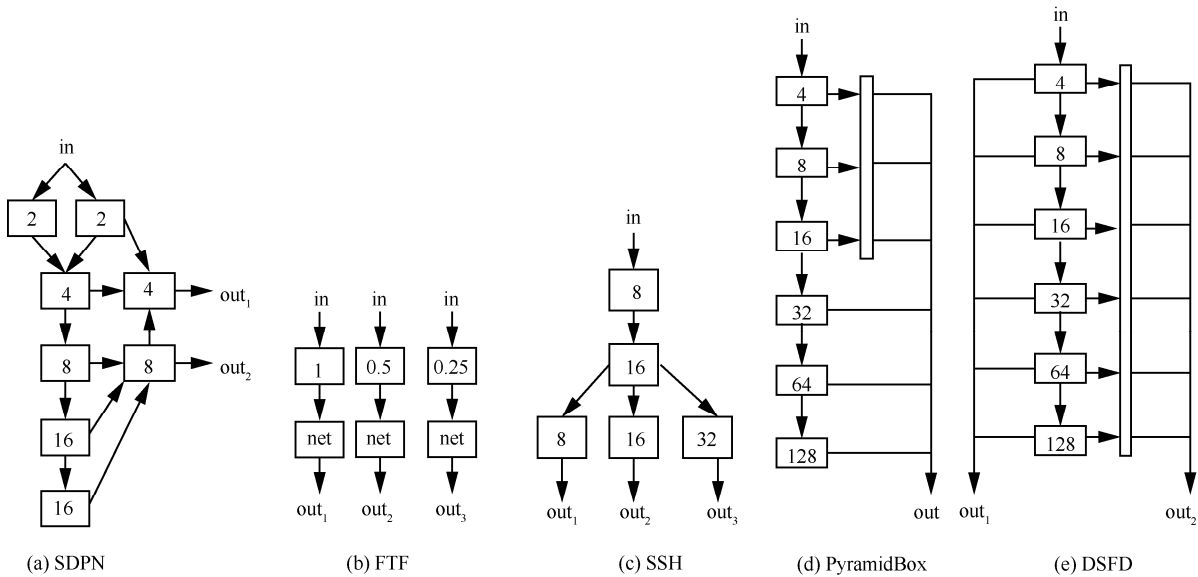 in
2 2
4 4 out1
8 8 out2
16
16
(a) SDPN
in in in
1 0.5 0.25
net net net
out1 out2 out3
(b) FTF
in
8
16
8 16 32
out1 out2 out3
(c) SSH
in
4
8
16
32
64
128
out
(d) PyramidBox
in
4
8
16
32
64
128
out1 out2
(e) DSFD